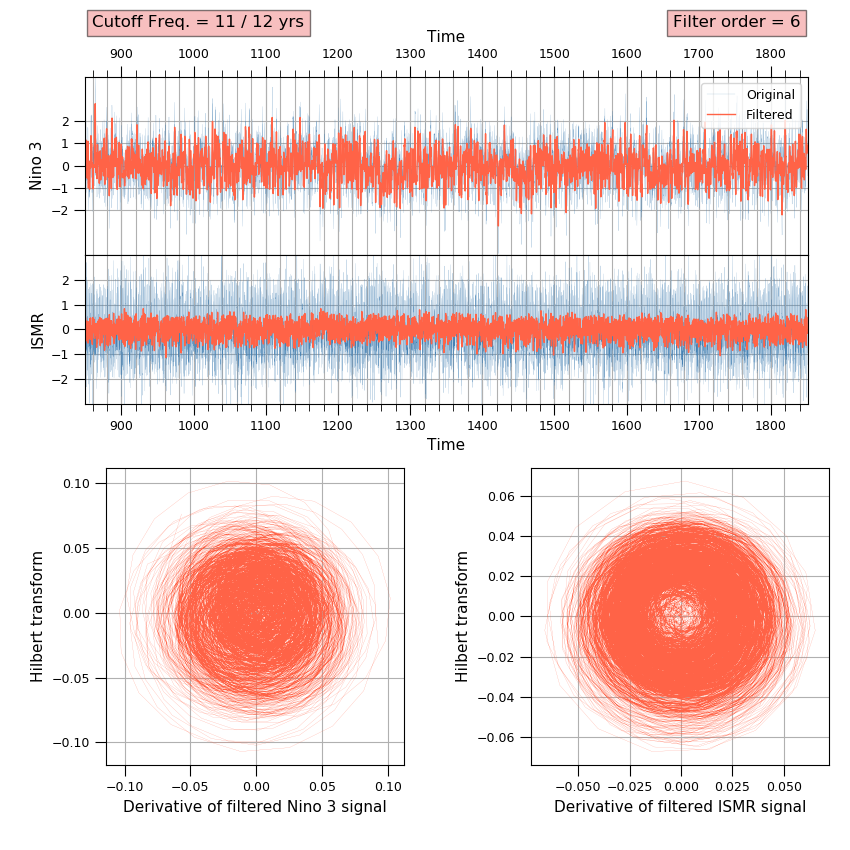 Cutoff Freq. = 11 / 12 yrs
Filter order = 6
Time
900 1000 1100 1200 1300 1400 1500 1600 1700 1800
Original
Filtered
Nino 3
2
1
0
−1
−2
ISMR
2
1
0
−1
−2
900 1000 1100 1200 1300 1400 1500 1600 1700 1800
Time
Hilbert transform
0.10
0.05
0.00
−0.05
−0.10
−0.10 −0.05 0.00 0.05 0.10
Derivative of filtered Nino 3 signal
Hilbert transform
0.06
0.04
0.02
0.00
−0.02
−0.04
−0.06
−0.050 −0.025 0.000 0.025 0.050
Derivative of filtered ISMR signal